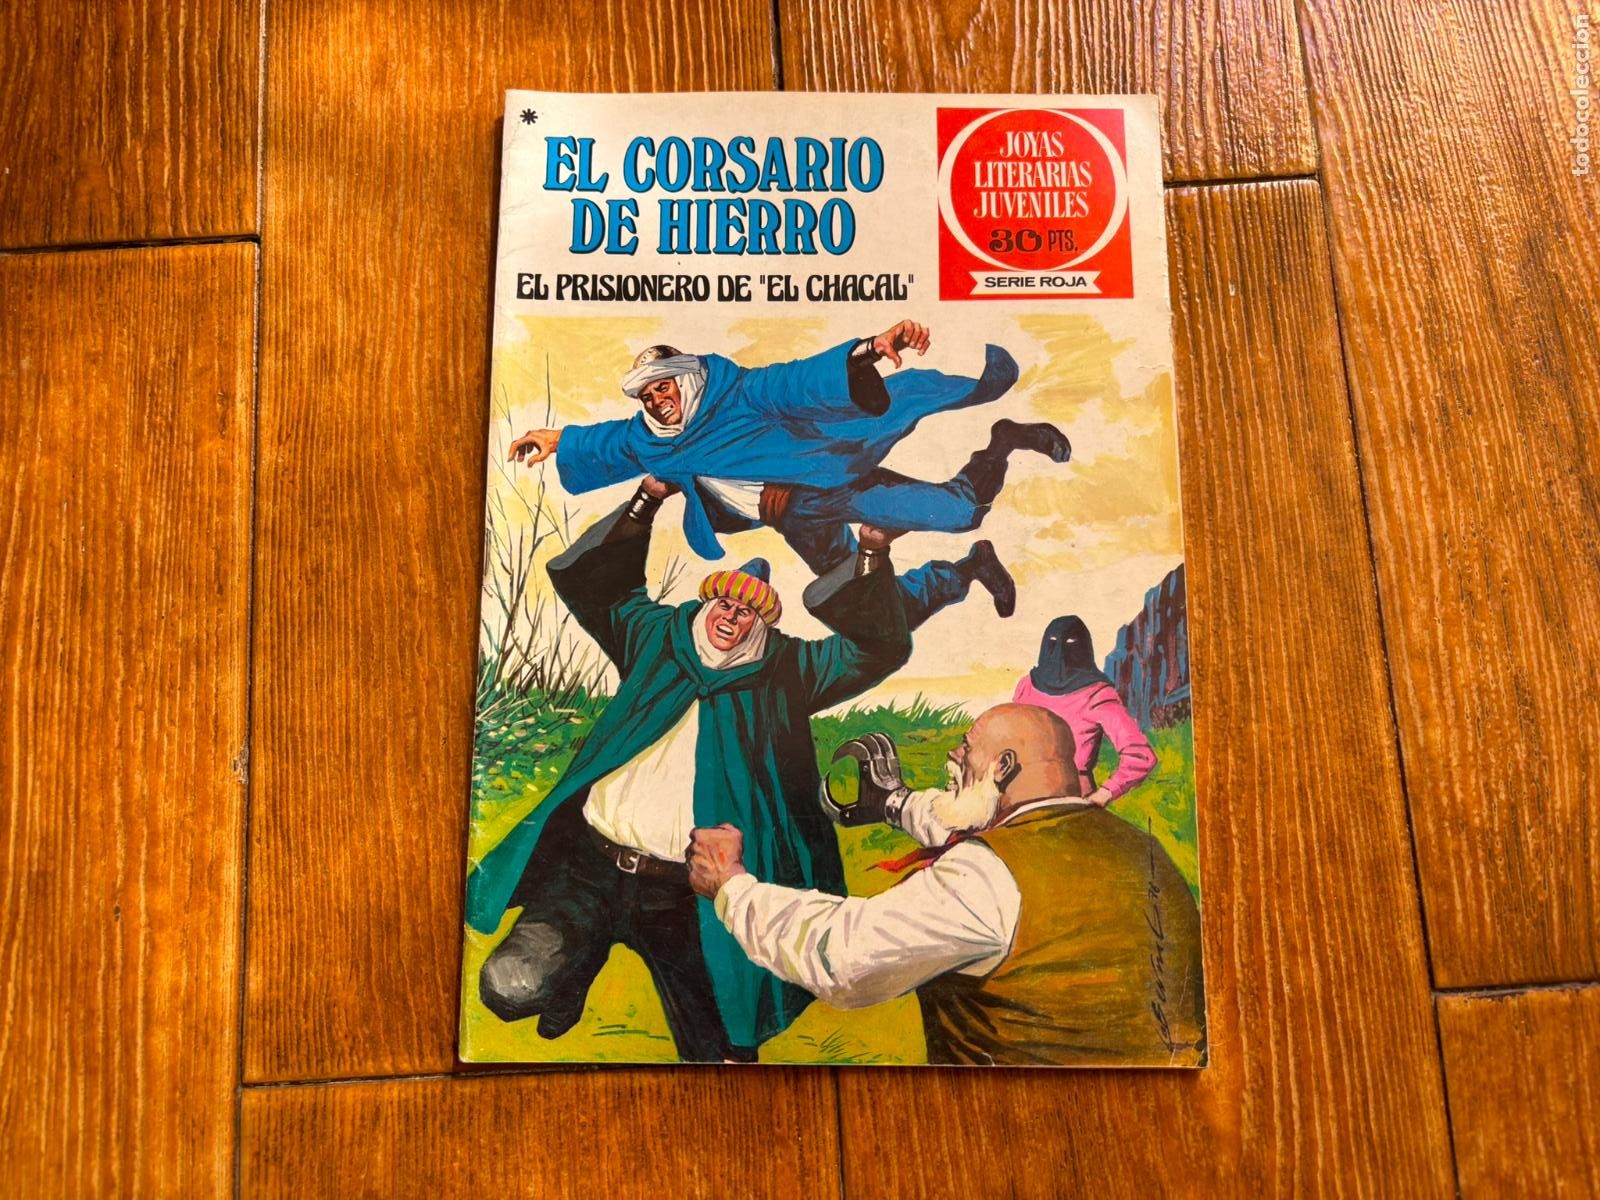 *
EL CORSARIO
DE HIERRO
EL PRISIONERO DE "EL CHACAL"
JOYAS
LITERARIAS
JUVENILES
30 PTS.
SERIE ROJA
todocoleccion